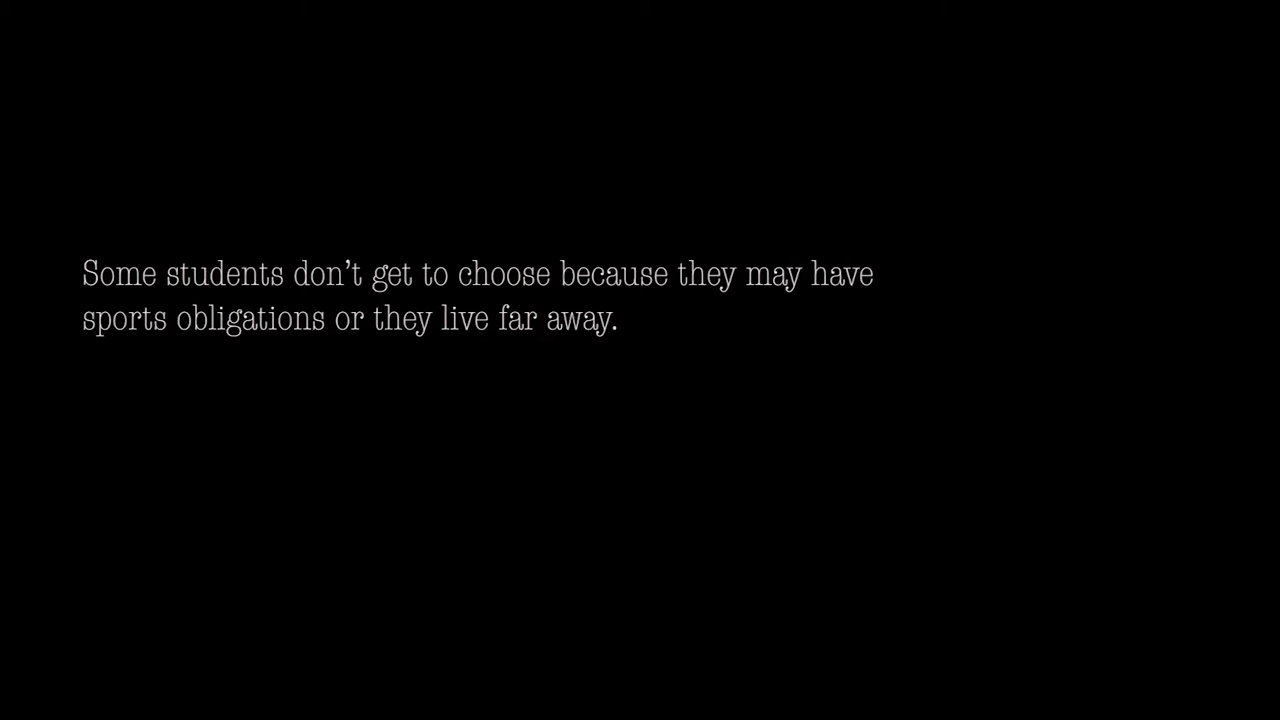 Some students don’t get to choose because they may have
sports obligations or they live far away.